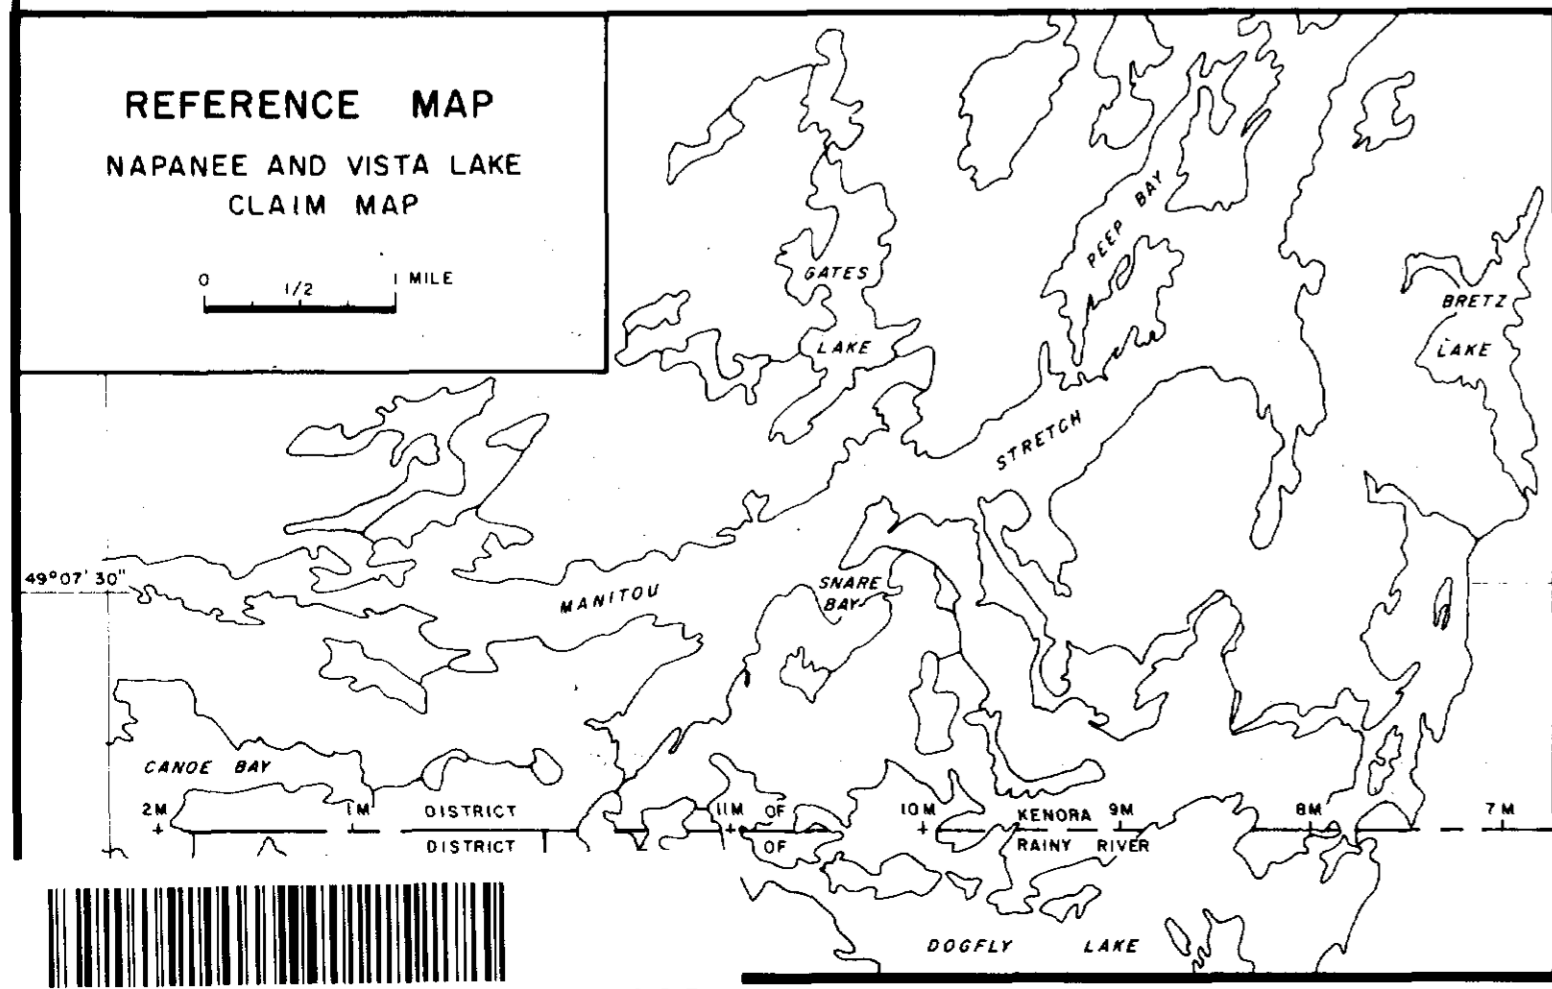 REFERENCE MAP
NAPANEE AND VISTA LAKE
CLAIM MAP
0 1/2 1 MILE
PEEP BAY
GATES
LAKE
BRETZ
LAKE
STRETCH
49°07'30"
MANITOU
SNARE
BAY
CANOE BAY
2M 1M DISTRICT 11M OF 10M KENORA 9M 8M 7M
DISTRICT OF RAINY RIVER
DOGFLY LAKE